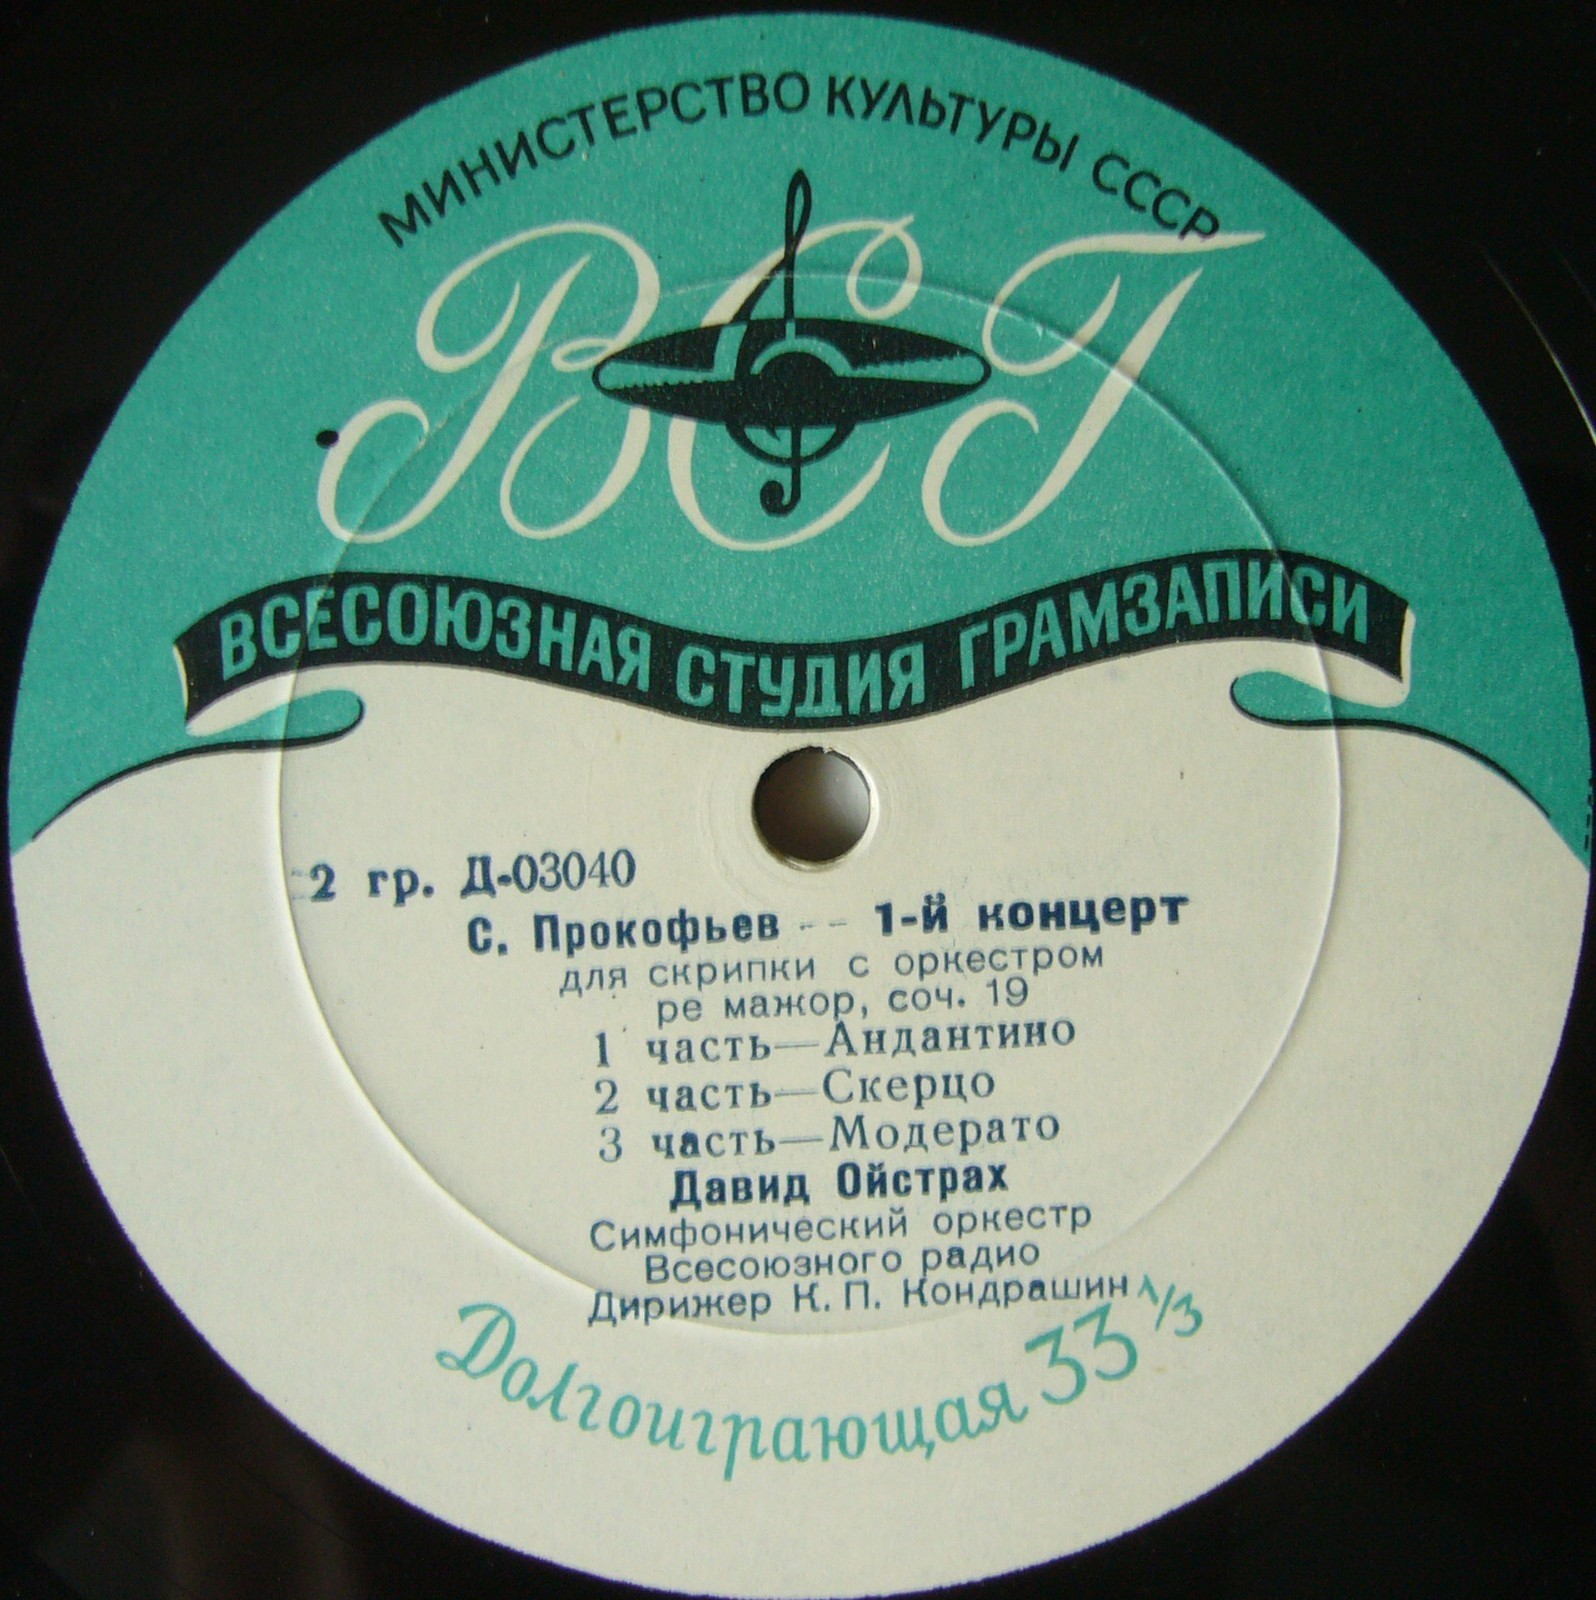 МИНИСТЕРСТВО КУЛЬТУРЫ СССР
ВСГ
ВСЕСОЮЗНАЯ СТУДИЯ ГРАМЗАПИСИ
2 гр. Д-03040
С. Прокофьев -- 1-й концерт
для скрипки с оркестром
ре мажор, соч. 19
1 часть—Андантино
2 часть—Скерцо
3 часть—Модерато
Давид Ойстрах
Симфонический оркестр
Всесоюзного радио
Дирижер К. П. Кондрашин
Долгоиграющая 33 1/3